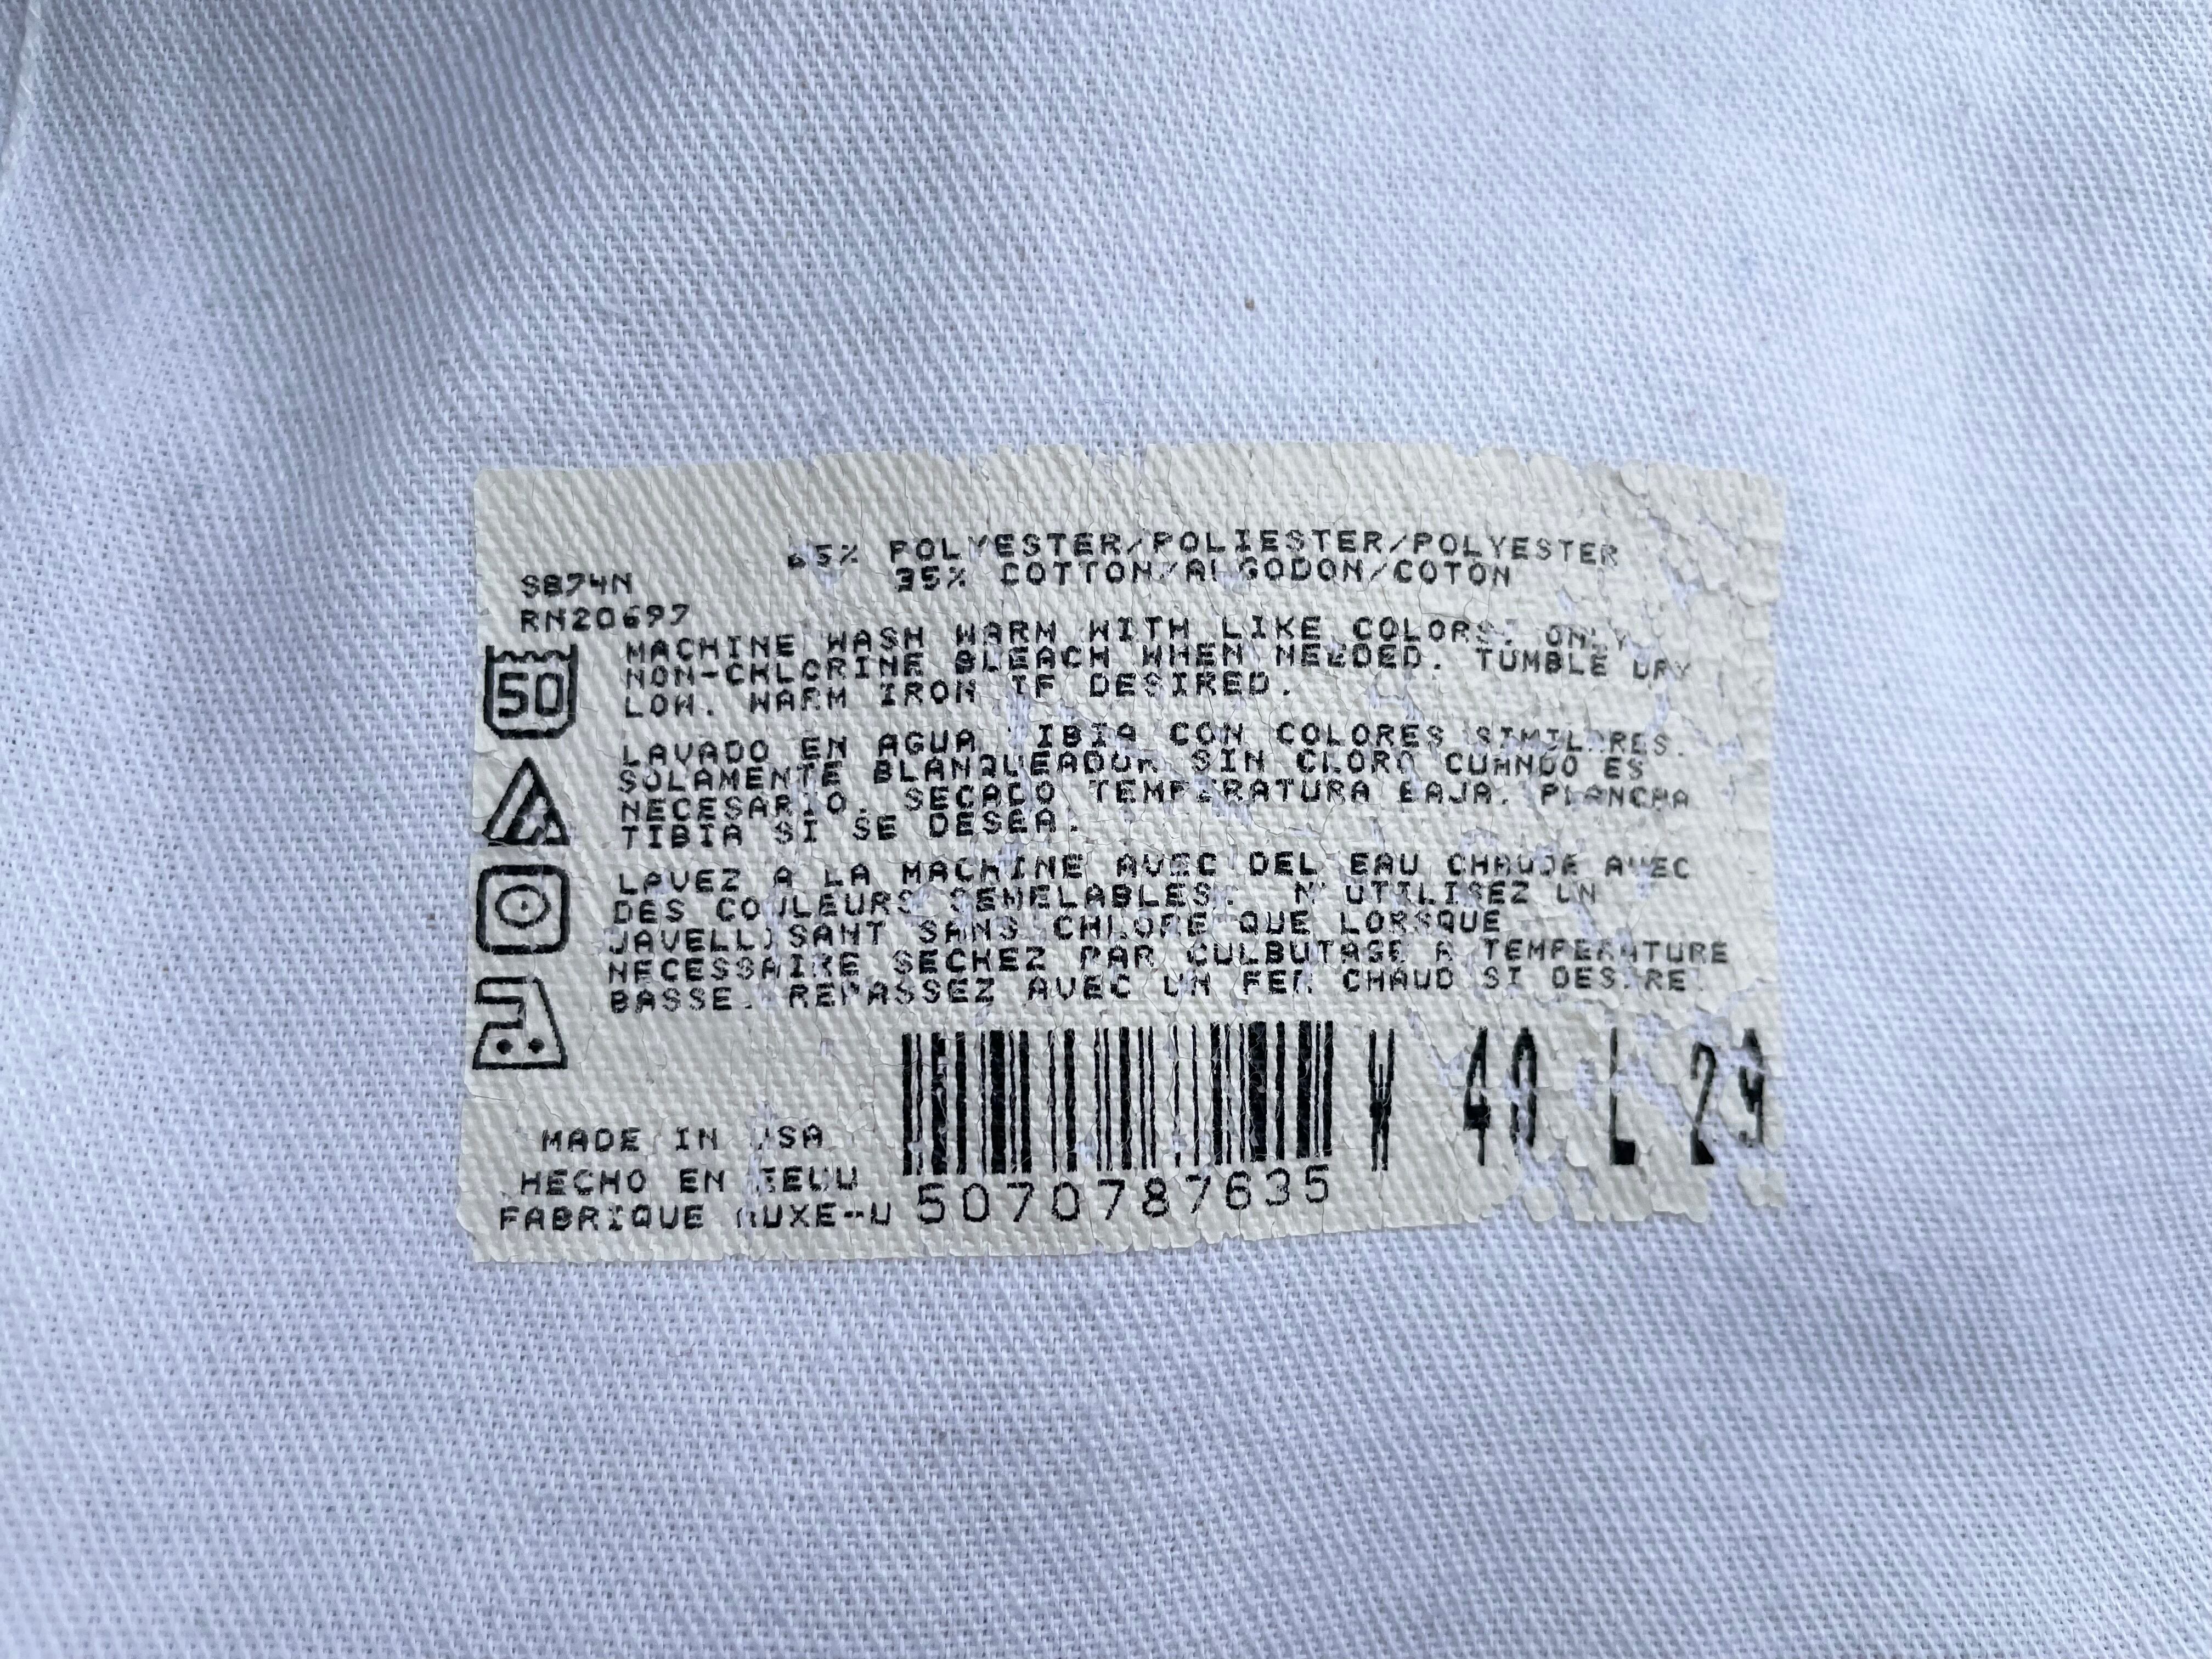 65% POLYESTER/POLIESTER/POLYESTER
35% COTTON/ALGODON/COTON
S874N
RN20697
MACHINE WASH WARM WITH LIKE COLORS. ONLY
NON-CHLORINE BLEACH WHEN NEEDED. TUMBLE DRY
LOW. WARM IRON IF DESIRED.
50
LAVADO EN AGUA TIBIA CON COLORES SIMILARES.
SOLAMENTE BLANQUEADOR SIN CLORO CUANDO ES
NECESARIO. SECADO TEMPERATURA BAJA. PLANCHA
TIBIA SI SE DESEA.
LAVEZ A LA MACHINE AVEC DEL EAU CHAUDE AVEC
DES COULEURS SEMELABLES. N'UTILISEZ UN
JAVELLISANT SANS CHLORE QUE LORSQUE
NECESSAIRE SECHEZ PAR CULBUTAGE A TEMPERATURE
BASSE. REPASSEZ AVEC UN FER CHAUD SI DESIRE.
W 40 L 29
MADE IN USA
HECHO EN EEUU
FABRIQUE AUXE-U
5070787635